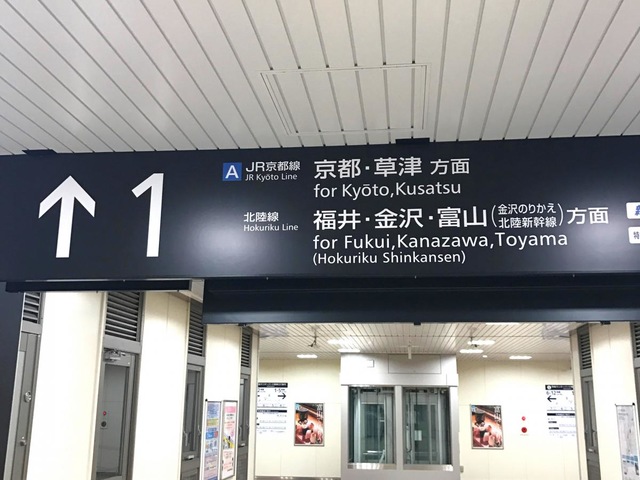 ↑ 1
A JR京都線
JR Kyōto Line
京都・草津 方面
for Kyōto,Kusatsu
北陸線
Hokuriku Line
福井・金沢・富山(金沢のりかえ 北陸新幹線)方面
for Fukui,Kanazawa,Toyama
(Hokuriku Shinkansen)